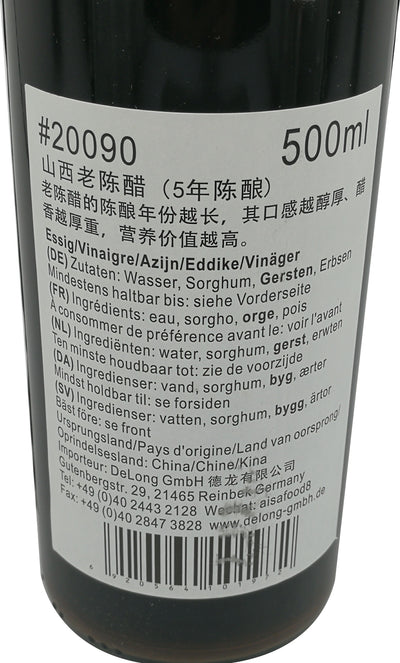 #20090
500ml
山西老陈醋（5年陈酿）
老陈醋的陈酿年份越长，其口感越醇厚、醋
香越厚重，营养价值越高。
Essig/Vinaigre/Azijn/Eddike/Vinäger
(DE) Zutaten: Wasser, Sorghum, Gersten, Erbsen
Mindestens haltbar bis: siehe Vorderseite
(FR) Ingrédients: eau, sorgho, orge, pois
À consommer de préférence avant le: voir l'avant
(NL) Ingrediënten: water, sorghum, gerst, erwten
Ten minste houdbaar tot: zie de voorzijde
(DA) Ingredienser: vand, sorghum, byg, ærter
Mindst holdbar til: se forsiden
(SV) Ingredienser: vatten, sorghum, bygg, ärtor
Bäst före: se front
Ursprungsland/Pays d'origine/Land van oorsprong/
Oprindelsesland: China/Chine/Kina
Importeur: DeLong GmbH 德龙有限公司
Gutenbergstr. 29, 21465 Reinbek Germany
Tel: +49 (0)40 2443 2128 Wechat: aisafood8
Fax: +49 (0)40 2847 3828 www.delong-gmbh.de
6 920564 101972